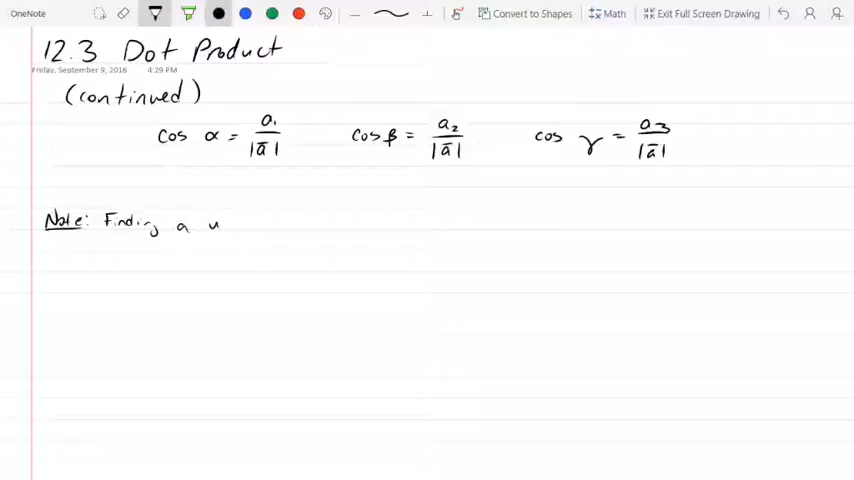 OneNote
Convert to Shapes
Math
Exit Full Screen Drawing
12.3 Dot Product
Friday, September 9, 2016 4:29 PM
(continued)
cos α = a₁/|a̅| cos β = a₂/|a̅| cos γ = a₃/|a̅|
Note: Finding a u